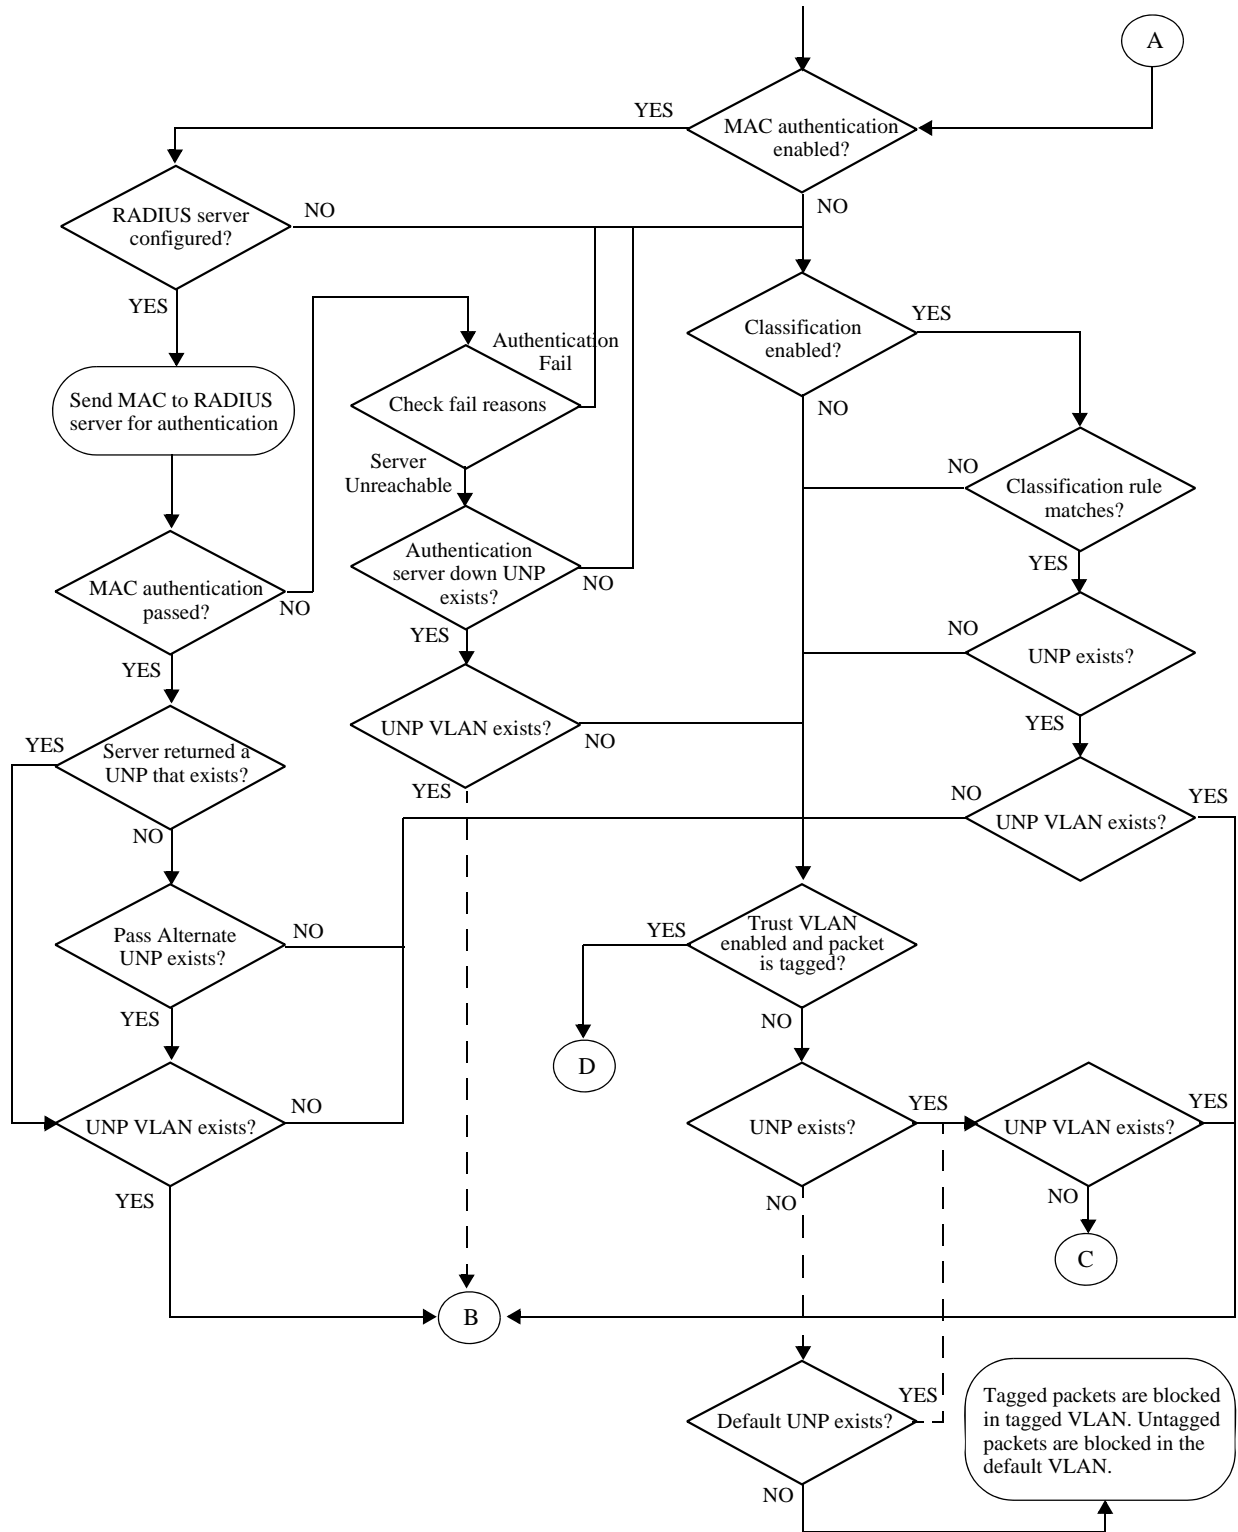 A
YES
MAC authentication
enabled?
NO
RADIUS server
configured?
NO
YES
Classification
enabled?
YES
NO
Authentication
Fail
Check fail reasons
Send MAC to RADIUS
server for authentication
Server
Unreachable
NO
Classification rule
matches?
YES
Authentication
server down UNP
exists?
NO
YES
MAC authentication
passed?
NO
YES
NO
UNP exists?
YES
UNP VLAN exists?
NO
YES
YES
Server returned a
UNP that exists?
NO
NO
UNP VLAN exists?
YES
Pass Alternate
UNP exists?
NO
YES
YES
Trust VLAN
enabled and packet
is tagged?
NO
D
UNP VLAN exists?
NO
YES
UNP exists?
YES
NO
UNP VLAN exists?
YES
NO
C
B
Default UNP exists?
YES
NO
Tagged packets are blocked
in tagged VLAN. Untagged
packets are blocked in the
default VLAN.